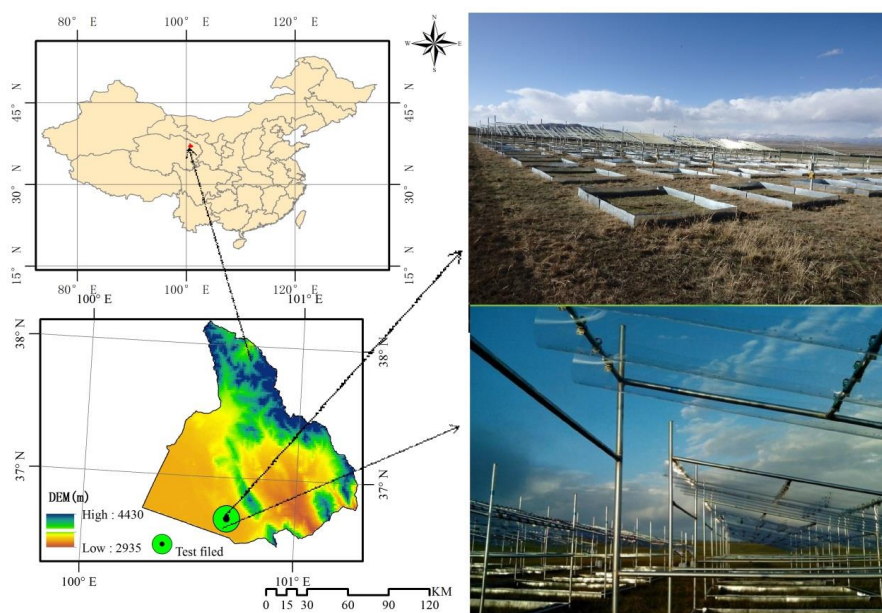 80° E 100° E 120° E
N
W E
S
45° N
30° N
15° N
45° N
30° N
15° N
80° E 100° E 120° E
100° E 101° E
38° N
37° N
38° N
37° N
DEM(m)
High : 4430
Low : 2935
Test filed
100° E 101° E
KM
0 15 30 60 90 120